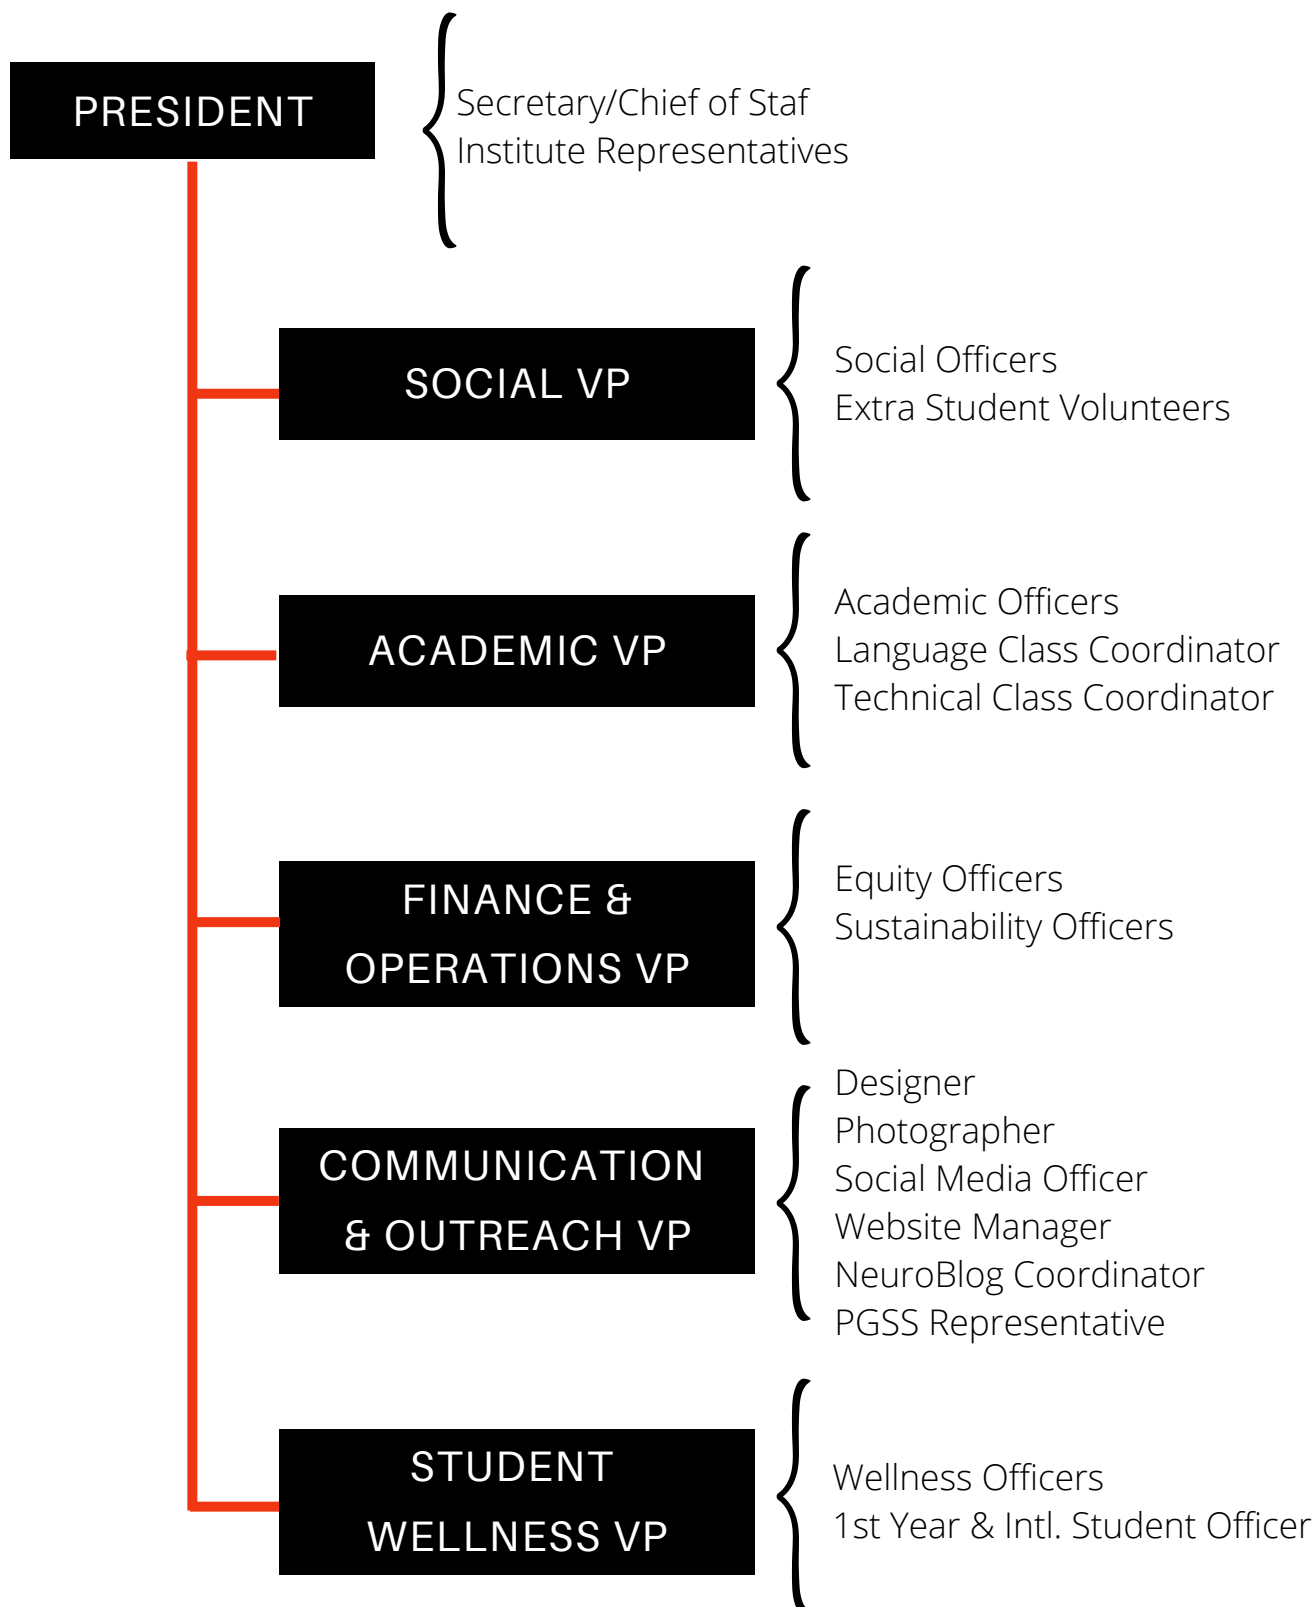 PRESIDENT
Secretary/Chief of Staf
Institute Representatives
SOCIAL VP
Social Officers
Extra Student Volunteers
ACADEMIC VP
Academic Officers
Language Class Coordinator
Technical Class Coordinator
FINANCE &
OPERATIONS VP
Equity Officers
Sustainability Officers
COMMUNICATION
& OUTREACH VP
Designer
Photographer
Social Media Officer
Website Manager
NeuroBlog Coordinator
PGSS Representative
STUDENT
WELLNESS VP
Wellness Officers
1st Year & Intl. Student Officer